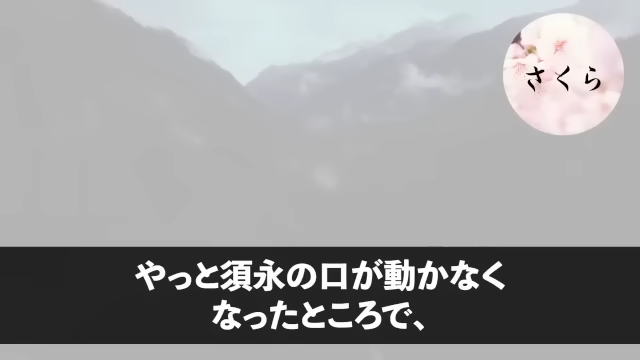 さくら
やっと須永の口が動かなく
なったところで、